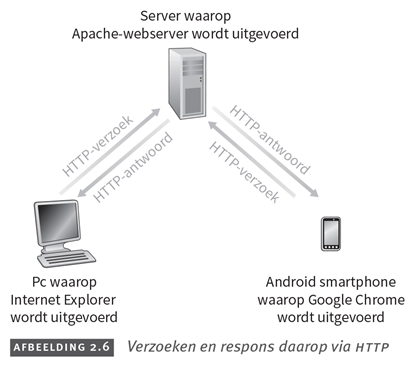 Server waarop
Apache-webserver wordt uitgevoerd
HTTP-verzoek
HTTP-antwoord
HTTP-antwoord
HTTP-verzoek
Pc waarop
Internet Explorer
wordt uitgevoerd
Android smartphone
waarop Google Chrome
wordt uitgevoerd
AFBEELDING 2.6 Verzoeken en respons daarop via HTTP